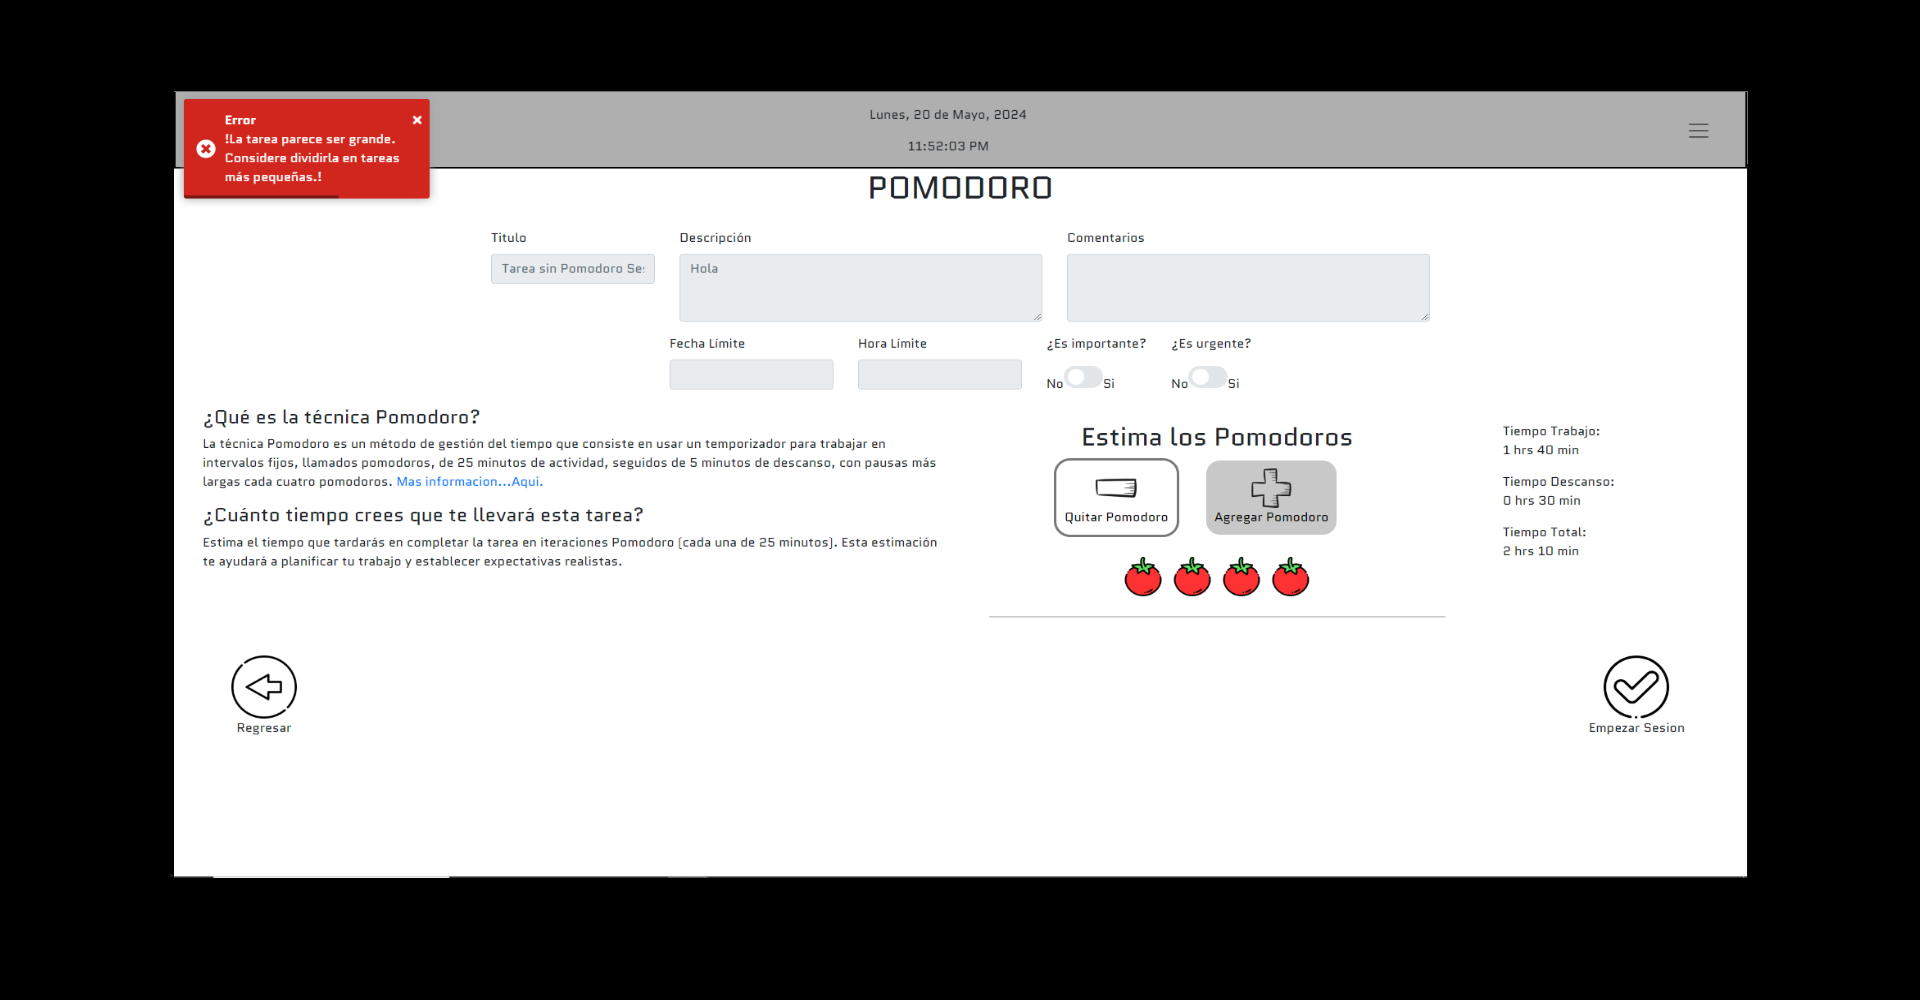 Error
!La tarea parece ser grande.
Considere dividirla en tareas
más pequeñas.!
Lunes, 20 de Mayo, 2024
11:52:03 PM
POMODORO
Titulo
Tarea sin Pomodoro Se
Descripción
Hola
Comentarios
Fecha Límite
Hora Límite
¿Es importante?
No Si
¿Es urgente?
No Si
¿Qué es la técnica Pomodoro?
La técnica Pomodoro es un método de gestión del tiempo que consiste en usar un temporizador para trabajar en
intervalos fijos, llamados pomodoros, de 25 minutos de actividad, seguidos de 5 minutos de descanso, con pausas más
largas cada cuatro pomodoros. Mas informacion...Aqui.
¿Cuánto tiempo crees que te llevará esta tarea?
Estima el tiempo que tardarás en completar la tarea en iteraciones Pomodoro (cada una de 25 minutos). Esta estimación
te ayudará a planificar tu trabajo y establecer expectativas realistas.
Estima los Pomodoros
Quitar Pomodoro
Agregar Pomodoro
Tiempo Trabajo:
1 hrs 40 min
Tiempo Descanso:
0 hrs 30 min
Tiempo Total:
2 hrs 10 min
Regresar
Empezar Sesion